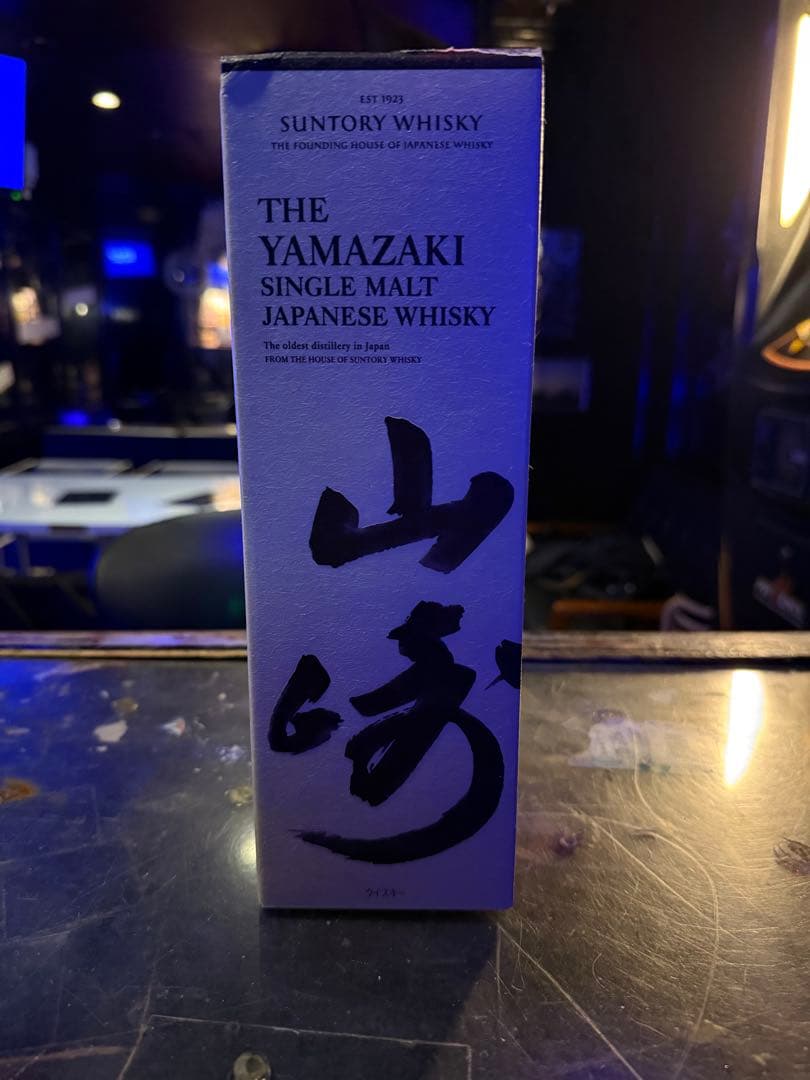 EST 1923
SUNTORY WHISKY
THE FOUNDING HOUSE OF JAPANESE WHISKY
THE
YAMAZAKI
SINGLE MALT
JAPANESE WHISKY
The oldest distillery in Japan
FROM THE HOUSE OF SUNTORY WHISKY
山
崎
ウイスキー